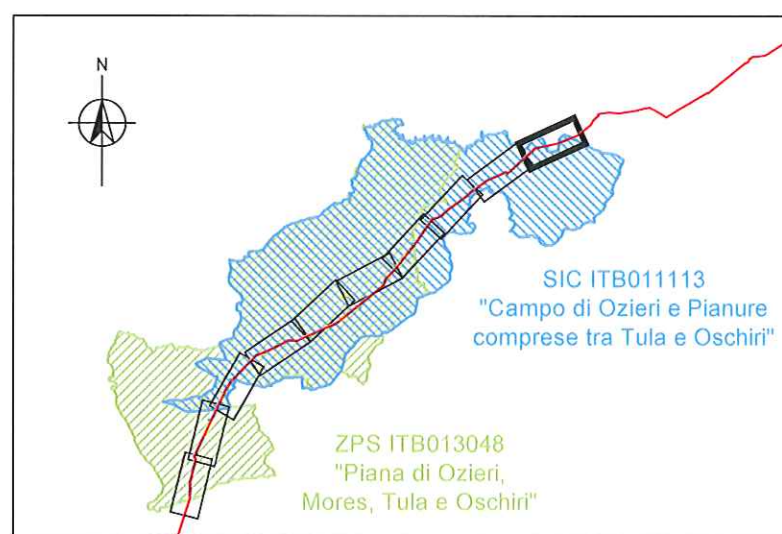 N
SIC ITB011113
"Campo di Ozieri e Pianure
comprese tra Tula e Oschiri"
ZPS ITB013048
"Piana di Ozieri,
Mores, Tula e Oschiri"